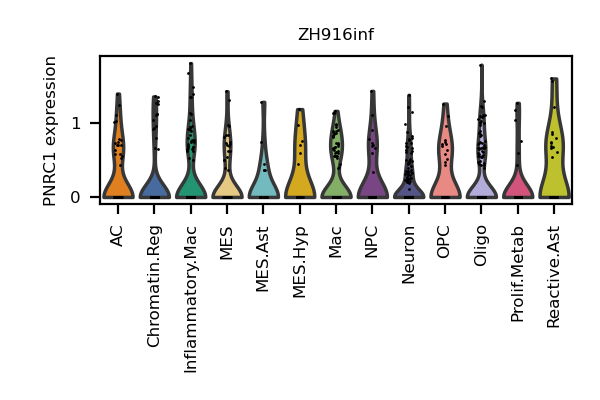 ZH916inf
PNRC1 expression
1
0
AC
Chromatin.Reg
Inflammatory.Mac
MES
MES.Ast
MES.Hyp
Mac
NPC
Neuron
OPC
Oligo
Prolif.Metab
Reactive.Ast